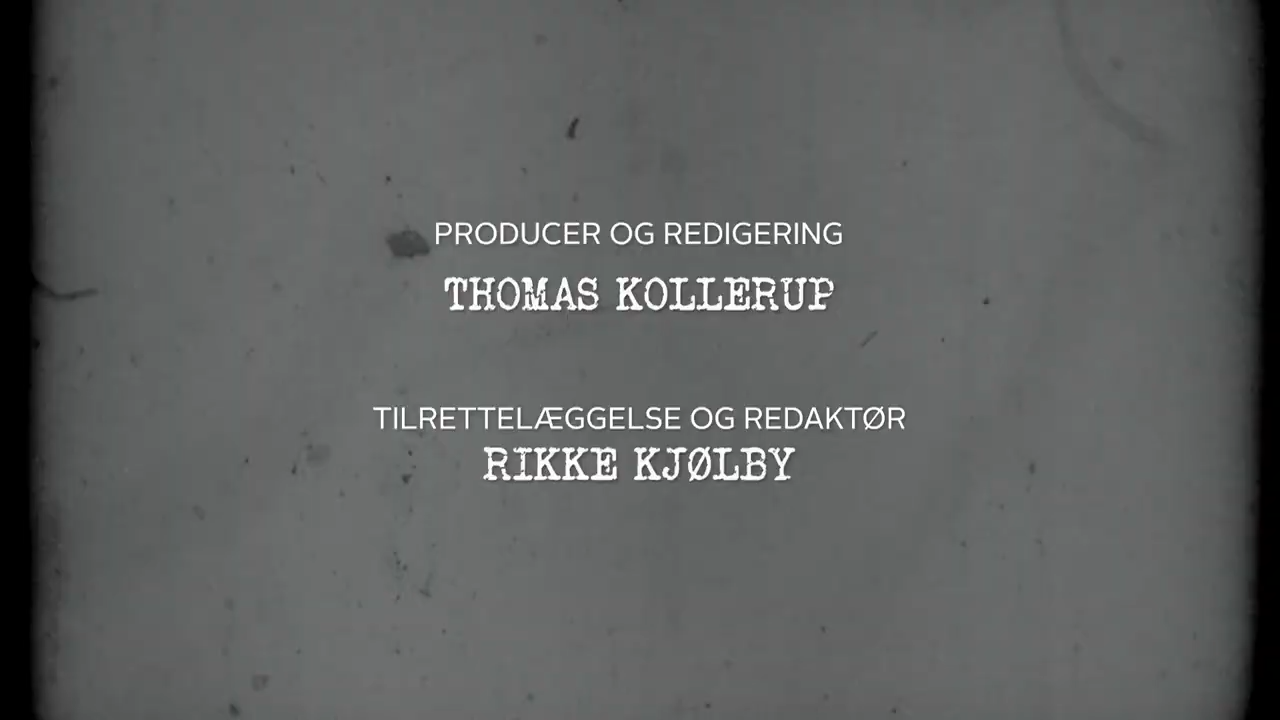 PRODUCER OG REDIGERING
THOMAS KOLLERUP
TILRETTELÆGGELSE OG REDAKTØR
RIKKE KJØLBY